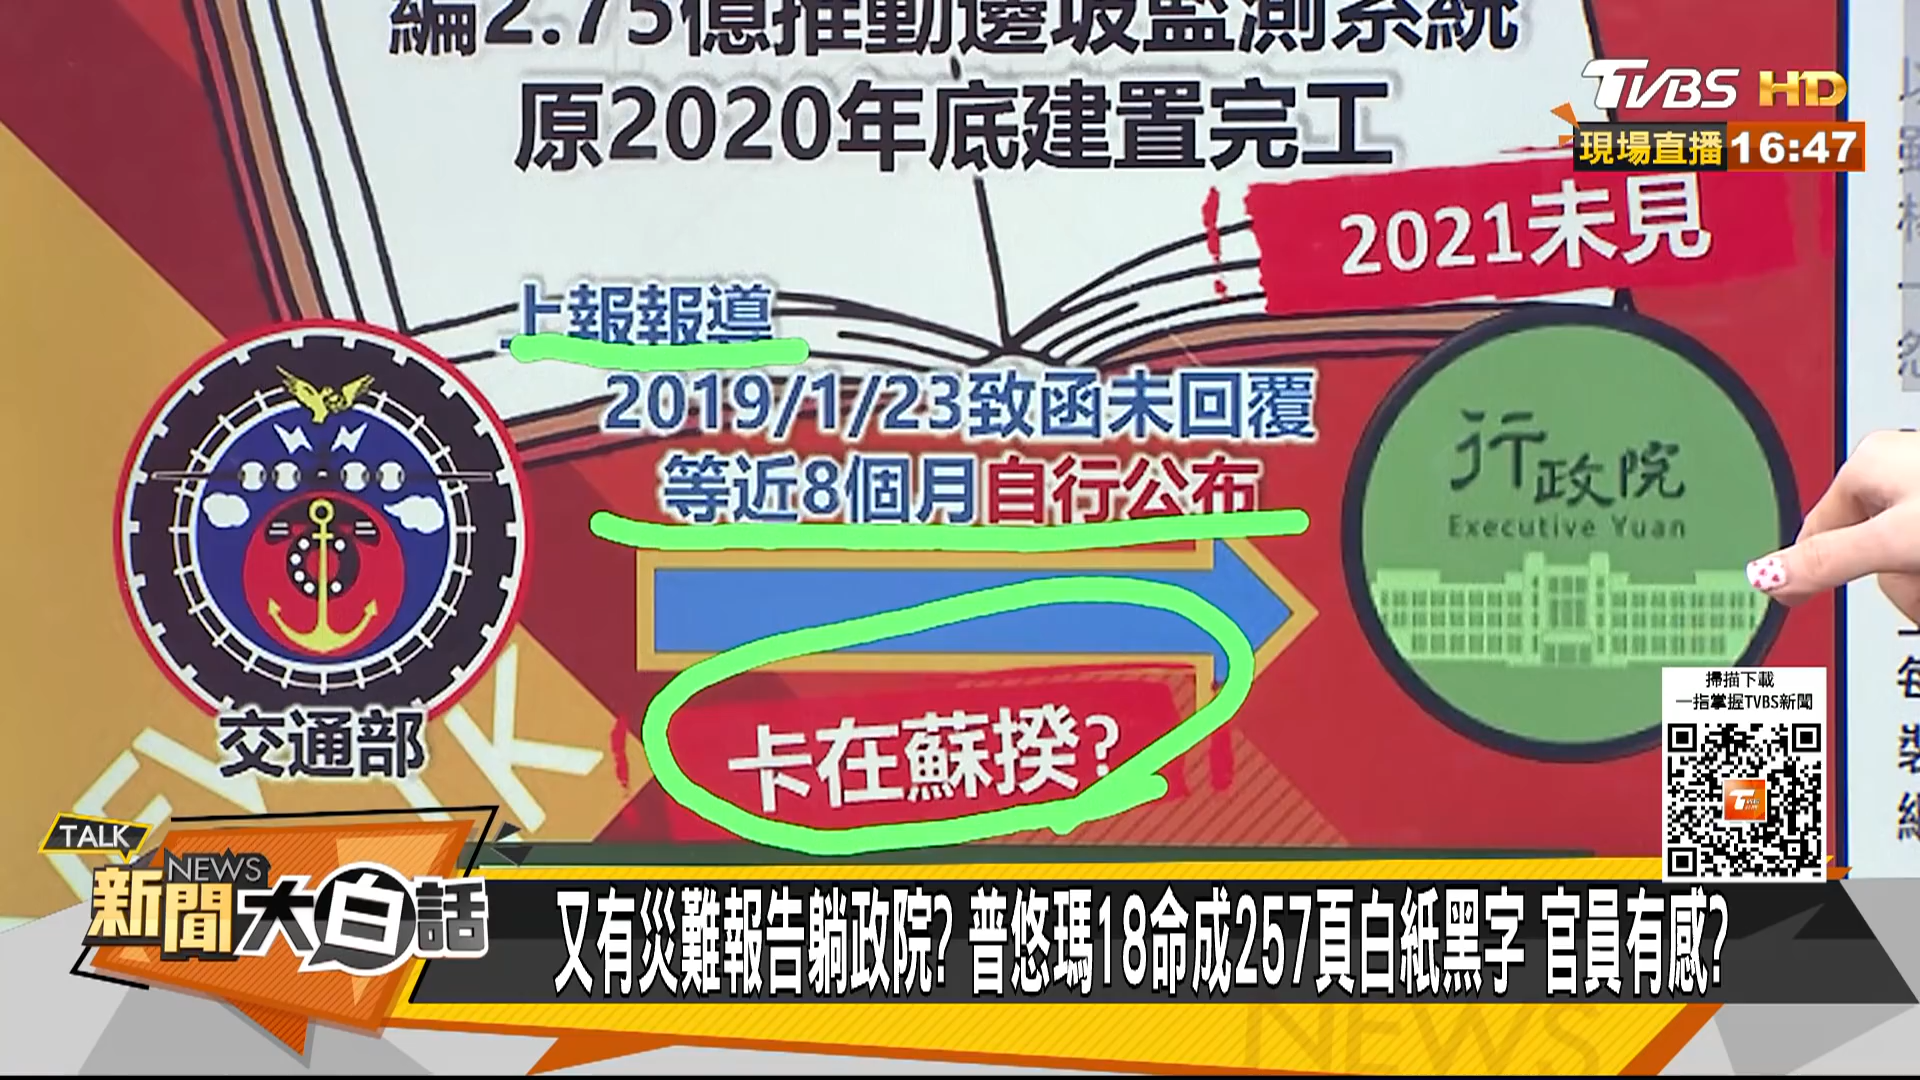 編2.75億推動邊坡監測系統
原2020年底建置完工
TVBS HD
現場直播 16:47
2021未見
上報報導
2019/1/23致函未回覆
等近8個月自行公布
行政院
Executive Yuan
卡在蘇揆?
交通部
掃描下載
一指掌握TVBS新聞
TALK
NEWS
新聞大白話
又有災難報告躺政院? 普悠瑪18命成257頁白紙黑字 官員有感?
NEWS